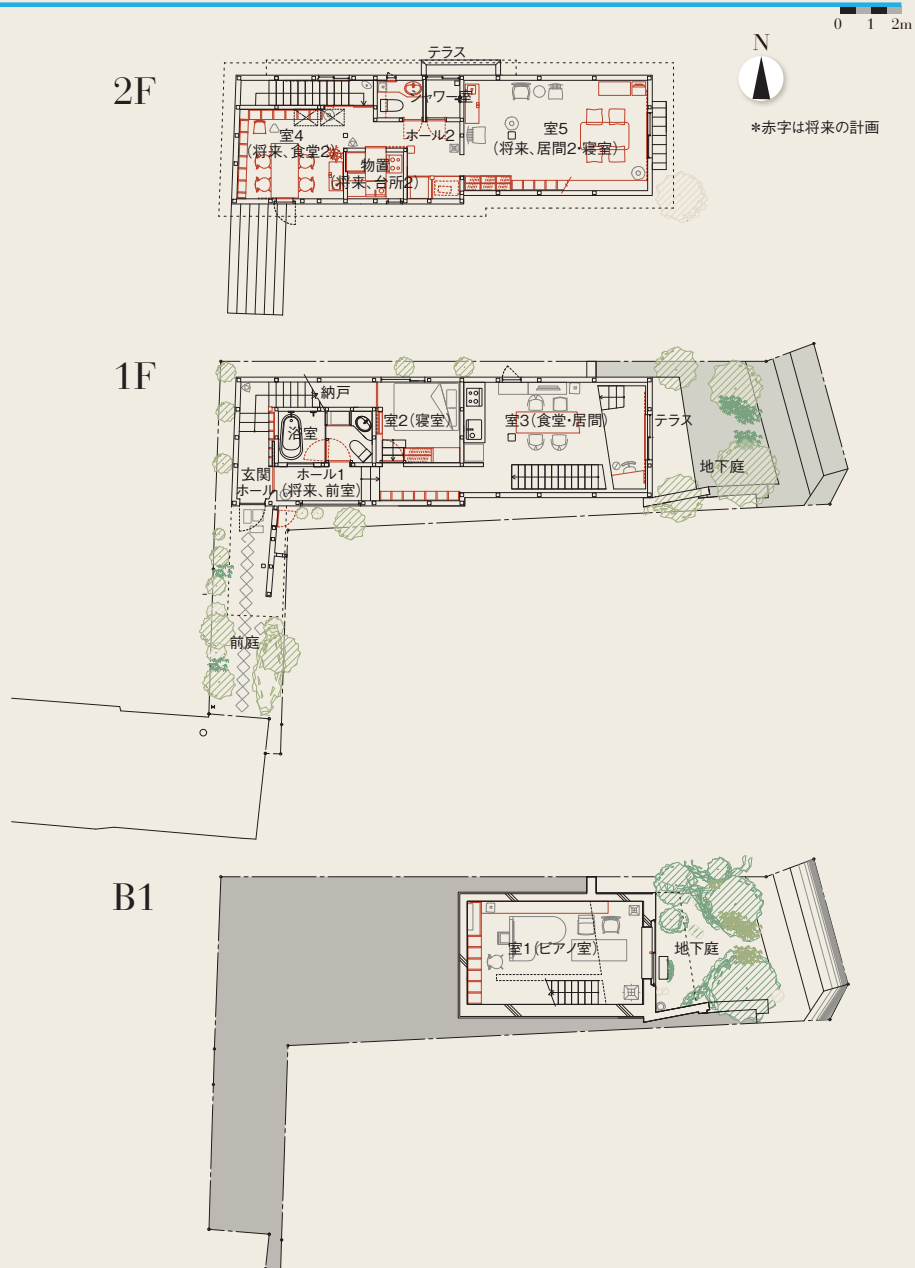 0 1 2m
N
*赤字は将来の計画
2F
テラス
シャワー室
ホール2
室4
(将来、食堂2)
物置
(将来、台所2)
室5
(将来、居間2・寝室)
1F
納戸
浴室
室2(寝室)
室3(食堂・居間)
テラス
地下庭
玄関
ホール
ホール1
(将来、前室)
前庭
B1
室1(ピアノ室)
地下庭